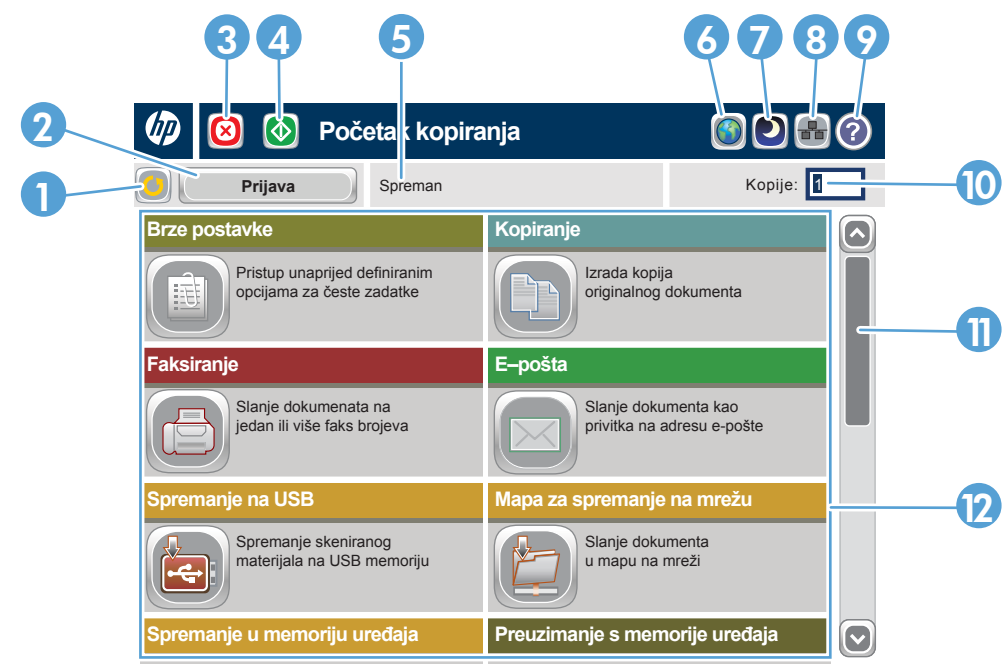 3 4 5 6 7 8 9
2
hp Početak kopiranja ?
1 Prijava Spreman Kopije: 1 10
Brze postavke
Pristup unaprijed definiranim
opcijama za česte zadatke
Kopiranje
Izrada kopija
originalnog dokumenta
11
Faksiranje
Slanje dokumenata na
jedan ili više faks brojeva
E–pošta
Slanje dokumenta kao
privitka na adresu e-pošte
Spremanje na USB
Spremanje skeniranog
materijala na USB memoriju
Mapa za spremanje na mrežu
Slanje dokumenta
u mapu na mreži
12
Spremanje u memoriju uređaja
Preuzimanje s memorije uređaja